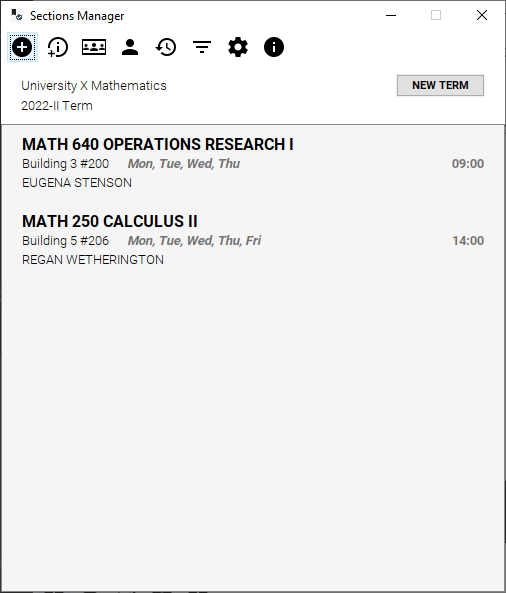 Sections Manager
University X Mathematics
NEW TERM
2022-II Term
MATH 640 OPERATIONS RESEARCH I
Building 3 #200 Mon, Tue, Wed, Thu 09:00
EUGENA STENSON
MATH 250 CALCULUS II
Building 5 #206 Mon, Tue, Wed, Thu, Fri 14:00
REGAN WETHERINGTON